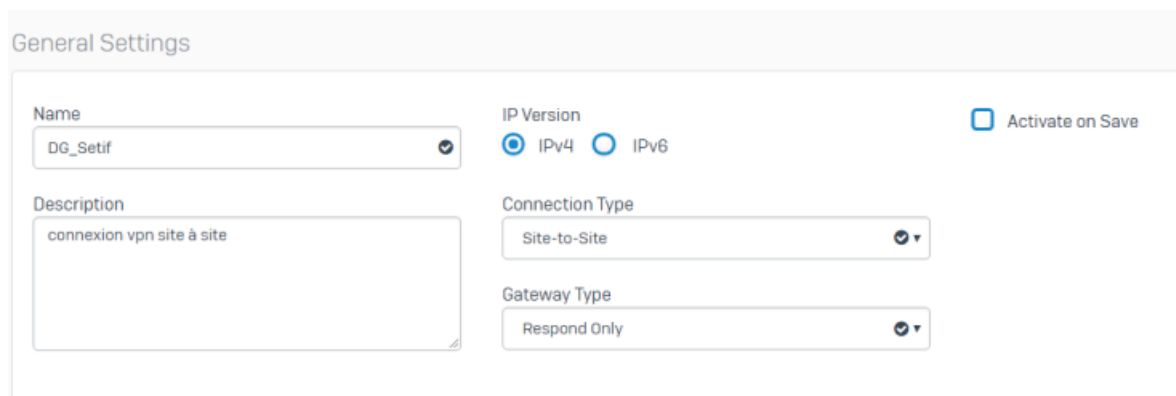 General Settings
Name
DG_Setif
Description
connexion vpn site à site
IP Version
IPv4 IPv6
Connection Type
Site-to-Site
Gateway Type
Respond Only
Activate on Save